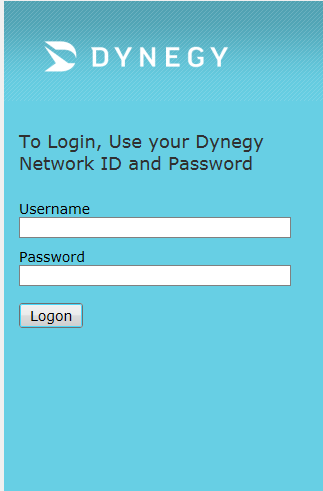 DYNEGY
To Login, Use your Dynegy
Network ID and Password
Username
Password
Logon